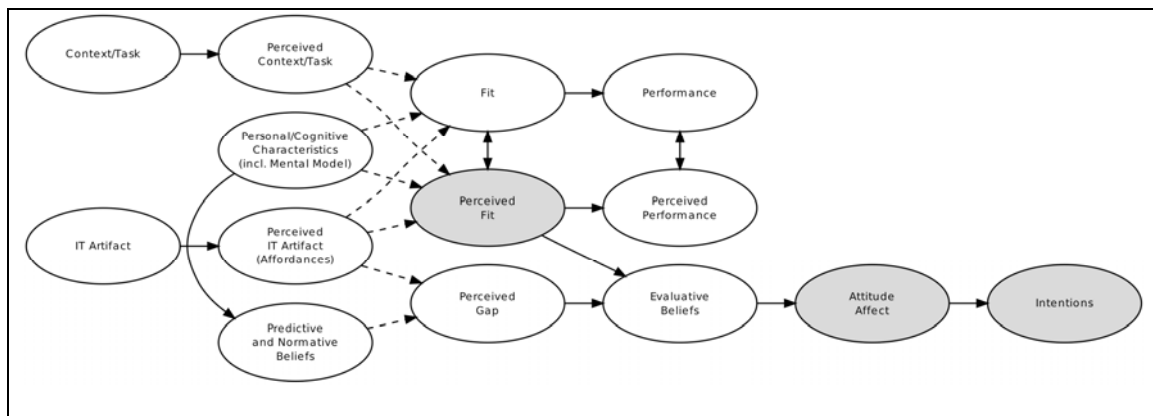 Context/Task
Perceived
Context/Task
Fit
Performance
Personal/Cognitive
Characteristics
(incl. Mental Model)
Perceived
Fit
Perceived
Performance
IT Artifact
Perceived
IT Artifact
(Affordances)
Perceived
Gap
Evaluative
Beliefs
Attitude
Affect
Intentions
Predictive
and Normative
Beliefs